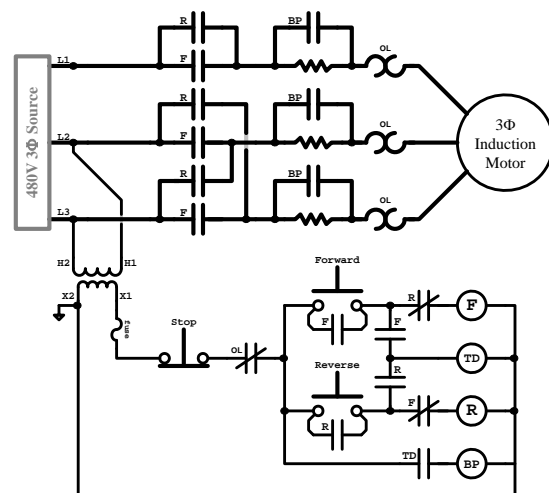 R
BP
L1
F
OL
480V 3Φ Source
R
BP
L2
F
OL
3Φ
Induction
Motor
R
BP
L3
F
OL
H2
H1
X2
X1
Fuse
Forward
Stop
OL
F
R
F
F
TD
Reverse
R
R
F
R
TD
BP